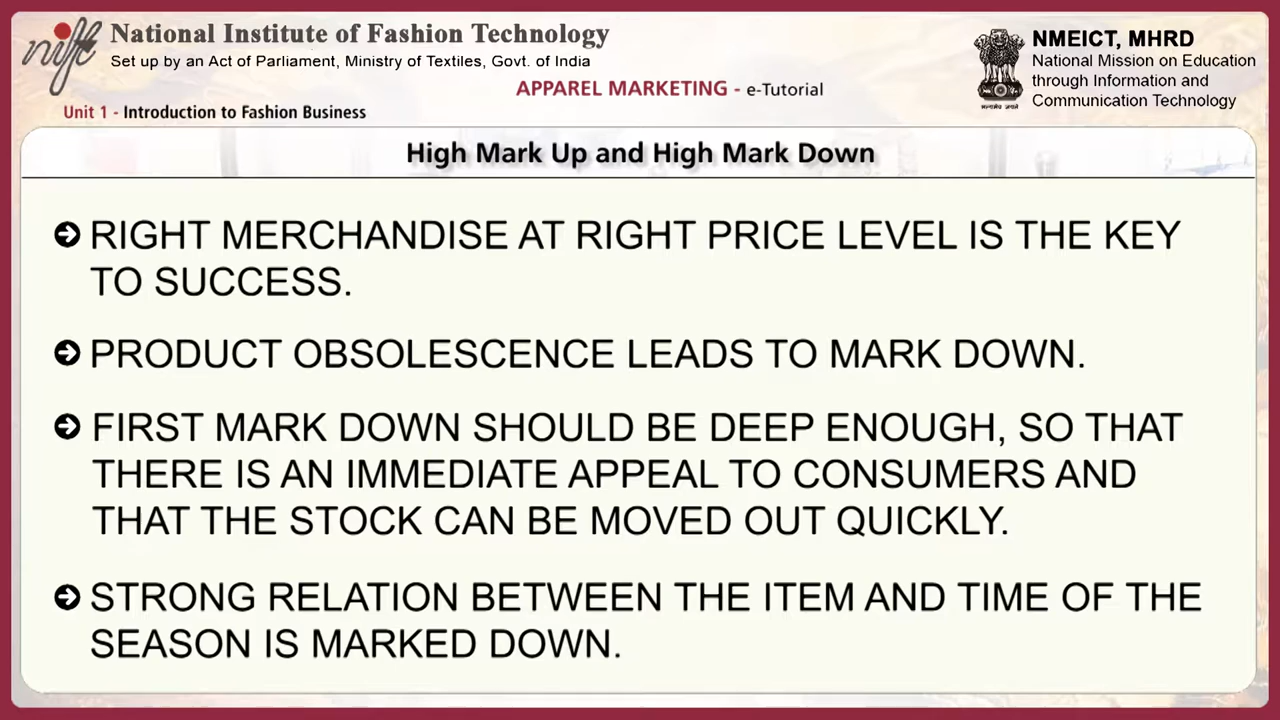 nift
National Institute of Fashion Technology
Set up by an Act of Parliament, Ministry of Textiles, Govt. of India
NMEICT, MHRD
National Mission on Education
through Information and
Communication Technology
सत्यमेव जयते
APPAREL MARKETING - e-Tutorial
Unit 1 - Introduction to Fashion Business
High Mark Up and High Mark Down
RIGHT MERCHANDISE AT RIGHT PRICE LEVEL IS THE KEY
TO SUCCESS.
PRODUCT OBSOLESCENCE LEADS TO MARK DOWN.
FIRST MARK DOWN SHOULD BE DEEP ENOUGH, SO THAT
THERE IS AN IMMEDIATE APPEAL TO CONSUMERS AND
THAT THE STOCK CAN BE MOVED OUT QUICKLY.
STRONG RELATION BETWEEN THE ITEM AND TIME OF THE
SEASON IS MARKED DOWN.